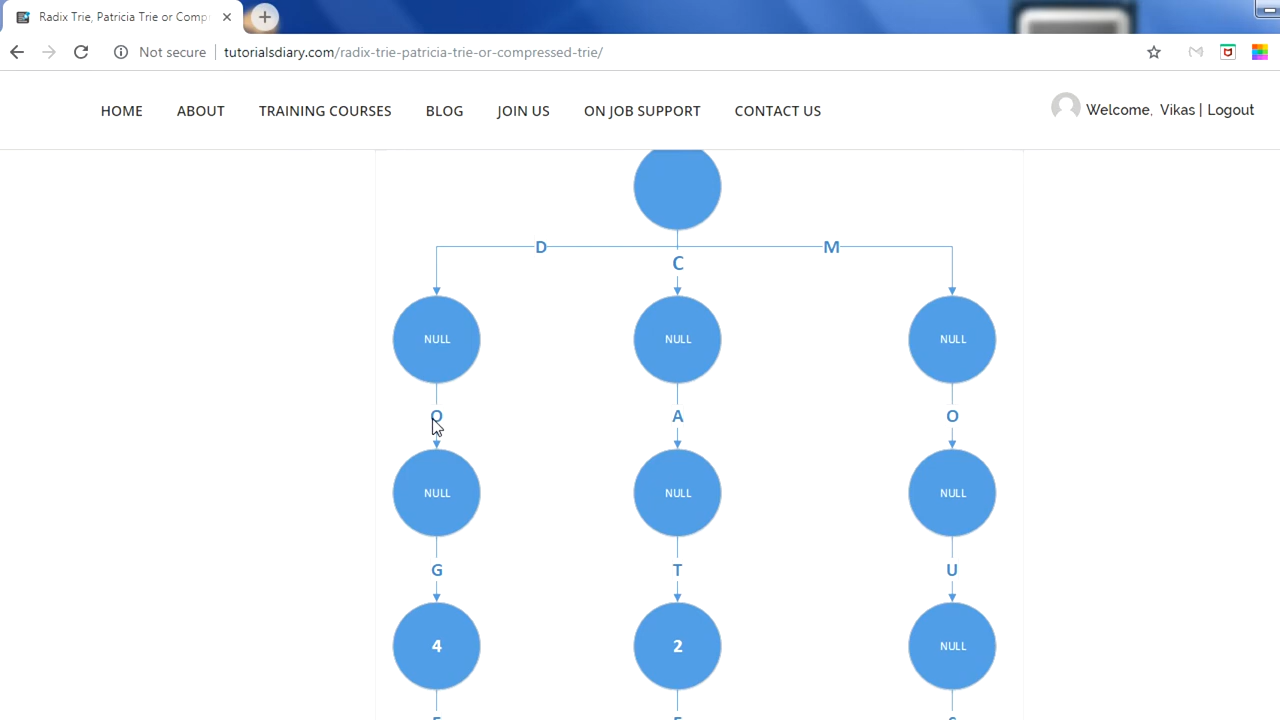 Radix Trie, Patricia Trie or Comp
Not secure
tutorialsdiary.com/radix-trie-patricia-trie-or-compressed-trie/
HOME ABOUT TRAINING COURSES BLOG JOIN US ON JOB SUPPORT CONTACT US Welcome, Vikas | Logout
D C M
NULL NULL NULL
O A O
NULL NULL NULL
G T U
4 2 NULL